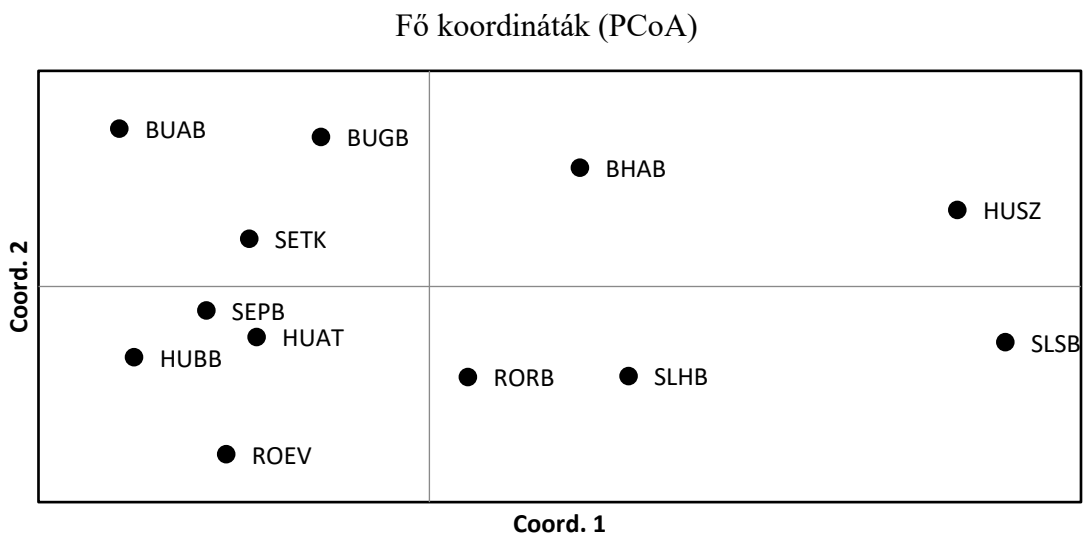 Fő koordináták (PCoA)
BUAB
BUGB
BHAB
HUSZ
SETK
Coord. 2
SEPB
HUAT
SLSB
HUBB
RORB
SLHB
ROEV
Coord. 1